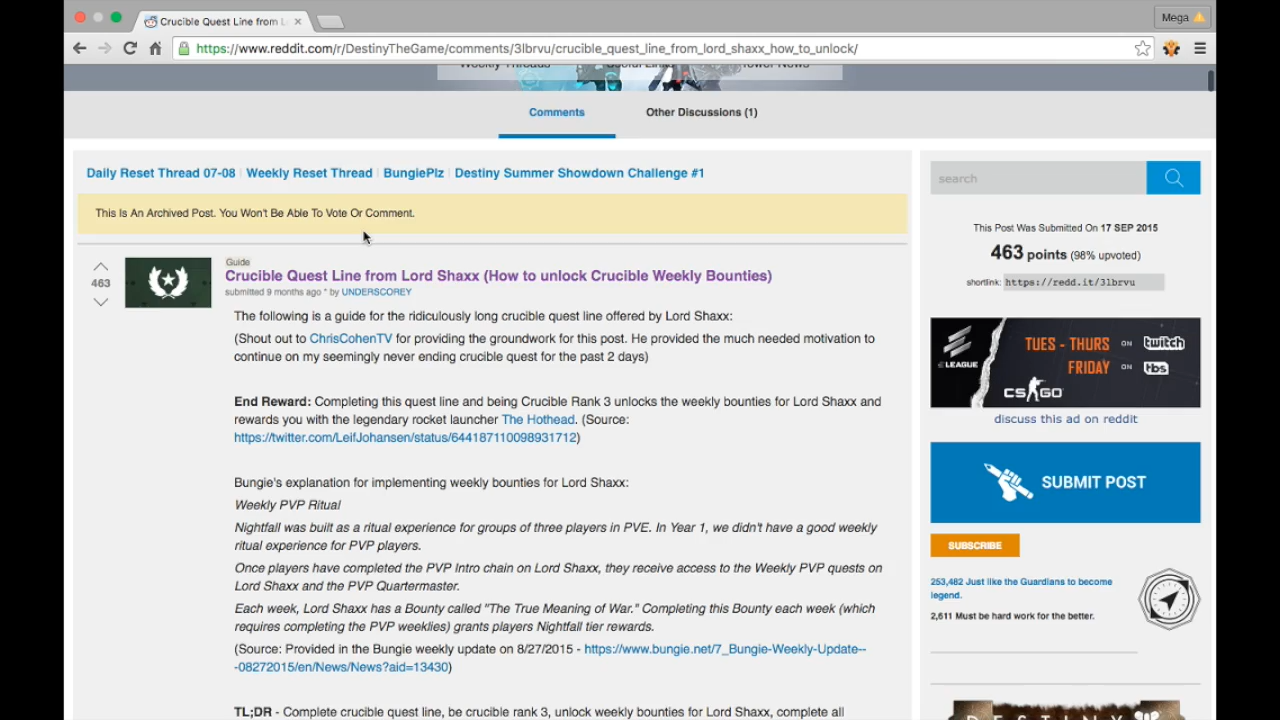 Crucible Quest Line from L
Mega
https://www.reddit.com/r/DestinyTheGame/comments/3lbrvu/crucible_quest_line_from_lord_shaxx_how_to_unlock/
Weekly Threads Useful Links Tower News
Comments Other Discussions (1)
Daily Reset Thread 07-08 | Weekly Reset Thread | BungiePlz | Destiny Summer Showdown Challenge #1
This Is An Archived Post. You Won't Be Able To Vote Or Comment.
463
Guide
Crucible Quest Line from Lord Shaxx (How to unlock Crucible Weekly Bounties)
submitted 9 months ago * by UNDERSCOREY
The following is a guide for the ridiculously long crucible quest line offered by Lord Shaxx:
(Shout out to ChrisCohenTV for providing the groundwork for this post. He provided the much needed motivation to
continue on my seemingly never ending crucible quest for the past 2 days)
End Reward: Completing this quest line and being Crucible Rank 3 unlocks the weekly bounties for Lord Shaxx and
rewards you with the legendary rocket launcher The Hothead. (Source:
https://twitter.com/LeifJohansen/status/644187110098931712)
Bungie's explanation for implementing weekly bounties for Lord Shaxx:
Weekly PVP Ritual
Nightfall was built as a ritual experience for groups of three players in PVE. In Year 1, we didn't have a good weekly
ritual experience for PVP players.
Once players have completed the PVP Intro chain on Lord Shaxx, they receive access to the Weekly PVP quests on
Lord Shaxx and the PVP Quartermaster.
Each week, Lord Shaxx has a Bounty called "The True Meaning of War." Completing this Bounty each week (which
requires completing the PVP weeklies) grants players Nightfall tier rewards.
(Source: Provided in the Bungie weekly update on 8/27/2015 - https://www.bungie.net/7_Bungie-Weekly-Update--
-08272015/en/News/News?aid=13430)
TL;DR - Complete crucible quest line, be crucible rank 3, unlock weekly bounties for Lord Shaxx, complete all
search
This Post Was Submitted On 17 SEP 2015
463 points (98% upvoted)
shortlink: https://redd.it/3lbrvu
ELEAGUE
TUES - THURS ON twitch
FRIDAY ON tbs
CS GO
discuss this ad on reddit
SUBMIT POST
SUBSCRIBE
253,482 Just like the Guardians to become
legend.
2,611 Must be hard work for the better.
DESTINY